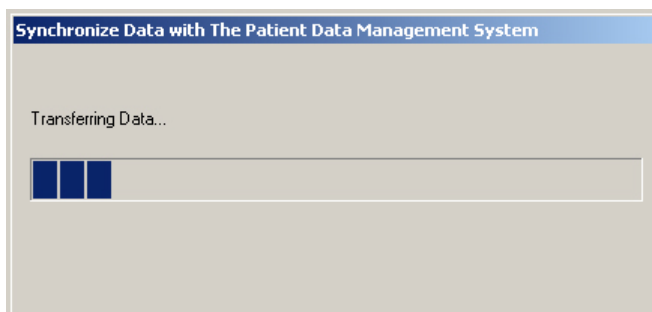 Synchronize Data with The Patient Data Management System
Transferring Data...